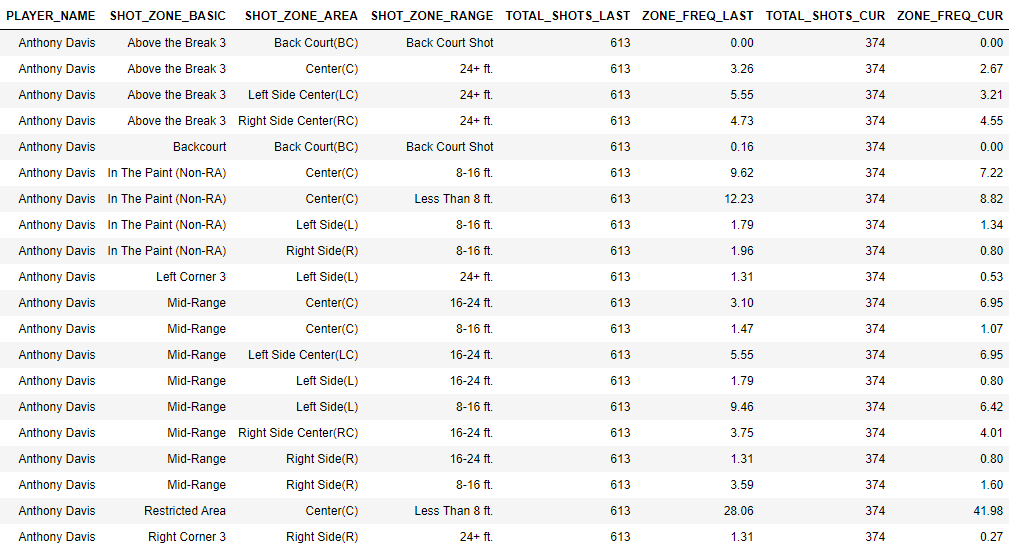 PLAYER_NAME SHOT_ZONE_BASIC SHOT_ZONE_AREA SHOT_ZONE_RANGE TOTAL_SHOTS_LAST ZONE_FREQ_LAST TOTAL_SHOTS_CUR ZONE_FREQ_CUR
Anthony Davis Above the Break 3 Back Court(BC) Back Court Shot 613 0.00 374 0.00
Anthony Davis Above the Break 3 Center(C) 24+ ft. 613 3.26 374 2.67
Anthony Davis Above the Break 3 Left Side Center(LC) 24+ ft. 613 5.55 374 3.21
Anthony Davis Above the Break 3 Right Side Center(RC) 24+ ft. 613 4.73 374 4.55
Anthony Davis Backcourt Back Court(BC) Back Court Shot 613 0.16 374 0.00
Anthony Davis In The Paint (Non-RA) Center(C) 8-16 ft. 613 9.62 374 7.22
Anthony Davis In The Paint (Non-RA) Center(C) Less Than 8 ft. 613 12.23 374 8.82
Anthony Davis In The Paint (Non-RA) Left Side(L) 8-16 ft. 613 1.79 374 1.34
Anthony Davis In The Paint (Non-RA) Right Side(R) 8-16 ft. 613 1.96 374 0.80
Anthony Davis Left Corner 3 Left Side(L) 24+ ft. 613 1.31 374 0.53
Anthony Davis Mid-Range Center(C) 16-24 ft. 613 3.10 374 6.95
Anthony Davis Mid-Range Center(C) 8-16 ft. 613 1.47 374 1.07
Anthony Davis Mid-Range Left Side Center(LC) 16-24 ft. 613 5.55 374 6.95
Anthony Davis Mid-Range Left Side(L) 16-24 ft. 613 1.79 374 0.80
Anthony Davis Mid-Range Left Side(L) 8-16 ft. 613 9.46 374 6.42
Anthony Davis Mid-Range Right Side Center(RC) 16-24 ft. 613 3.75 374 4.01
Anthony Davis Mid-Range Right Side(R) 16-24 ft. 613 1.31 374 0.80
Anthony Davis Mid-Range Right Side(R) 8-16 ft. 613 3.59 374 1.60
Anthony Davis Restricted Area Center(C) Less Than 8 ft. 613 28.06 374 41.98
Anthony Davis Right Corner 3 Right Side(R) 24+ ft. 613 1.31 374 0.27